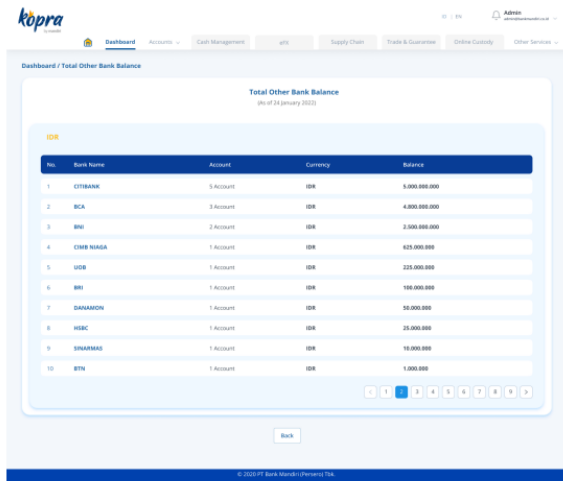 kopra
by mandiri
ID | EN
Admin
Dashboard Accounts Cash Management Supply Chain Trade & Guarantee Online Custody Other Services
Dashboard / Total Other Bank Balance
Total Other Bank Balance
(As of 24 January 2022)
IDR
No. Bank Name Account Currency Balance
1 CITIBANK 5 Account IDR 5.000.000.000
2 BCA 3 Account IDR 4.800.000.000
3 BNI 2 Account IDR 2.500.000.000
4 CIMB NIAGA 1 Account IDR 625.000.000
5 UOB 1 Account IDR 225.000.000
6 BRI 1 Account IDR 100.000.000
7 DANAMON 1 Account IDR 50.000.000
8 HSBC 1 Account IDR 25.000.000
9 SINARMAS 1 Account IDR 10.000.000
10 BTN 1 Account IDR 1.000.000
< 1 2 3 4 5 6 7 8 9 >
Back
© 2020 PT Bank Mandiri (Persero) Tbk.